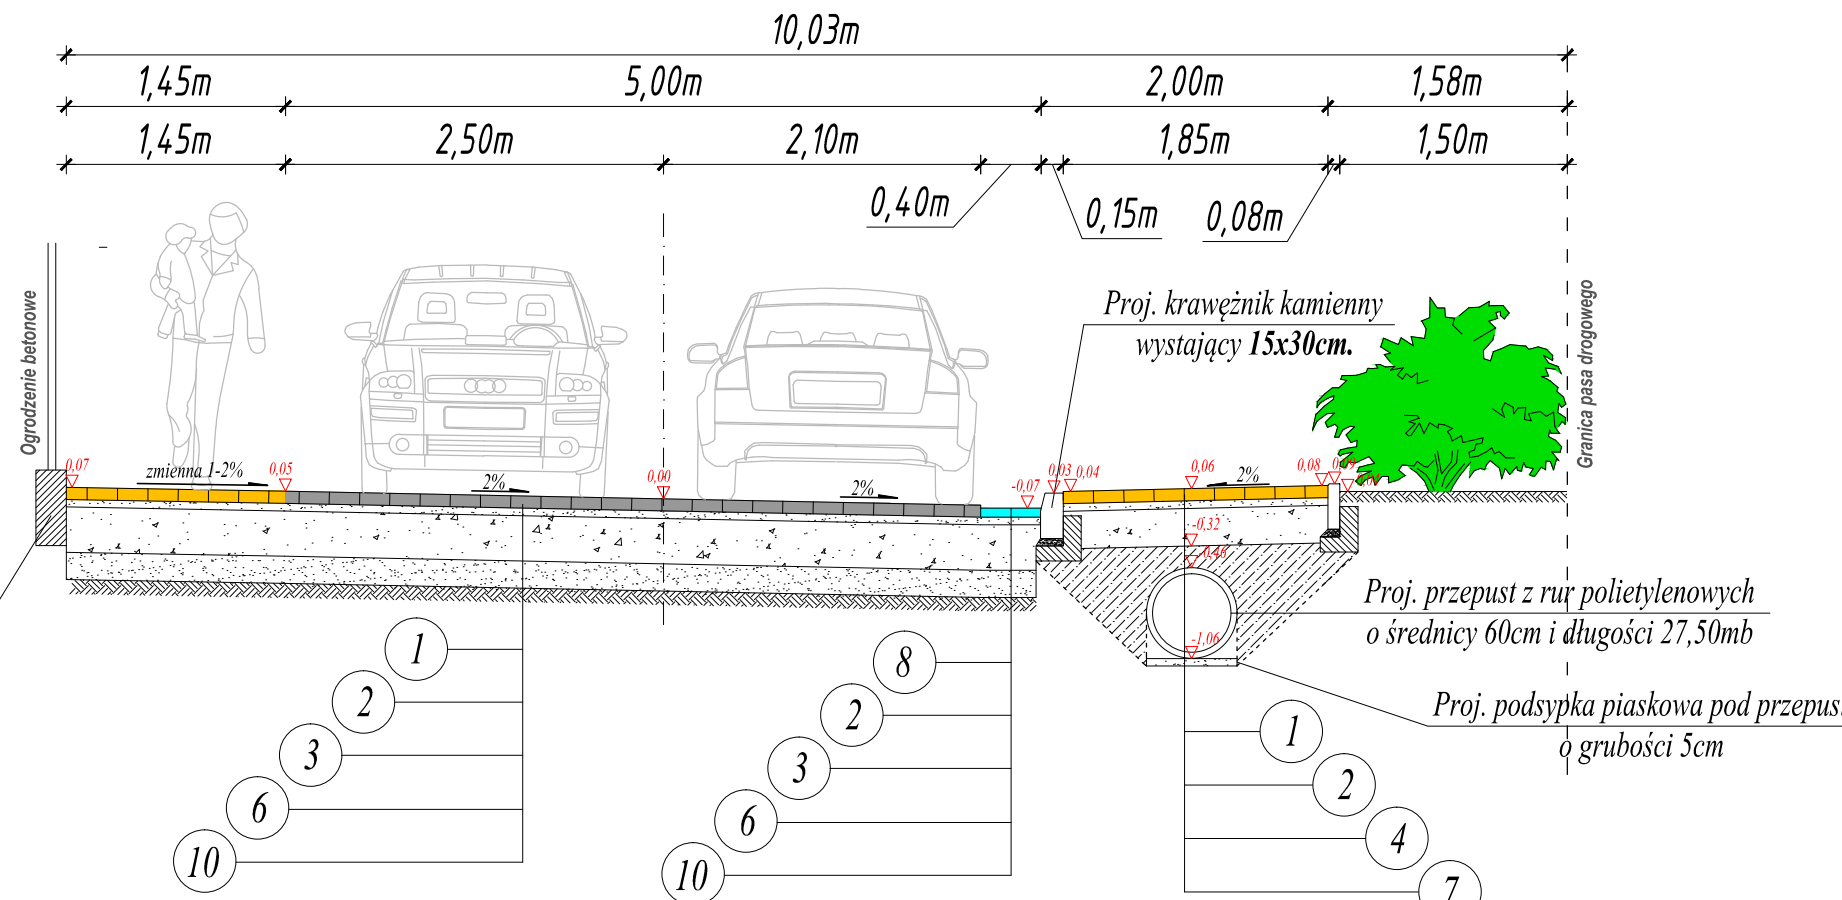 10,03m
1,45m 5,00m 2,00m 1,58m
1,45m 2,50m 2,10m 1,85m 1,50m
0,40m 0,15m 0,08m
Ogrodzenie betonowe
Granica pasa drogowego
Proj. krawężnik kamienny
wystający 15x30cm.
0,07 zmienna 1-2% 0,05 2% 0,00 2% -0,07 0,03 0,04 0,06 2% 0,08 0,09
-0,32
-0,46
-1,06
Proj. przepust z rur polietylenowych
o średnicy 60cm i długości 27,50mb
Proj. podsypka piaskowa pod przepus
o grubości 5cm
1
2
3
6
10
8
2
3
6
10
1
2
4
7